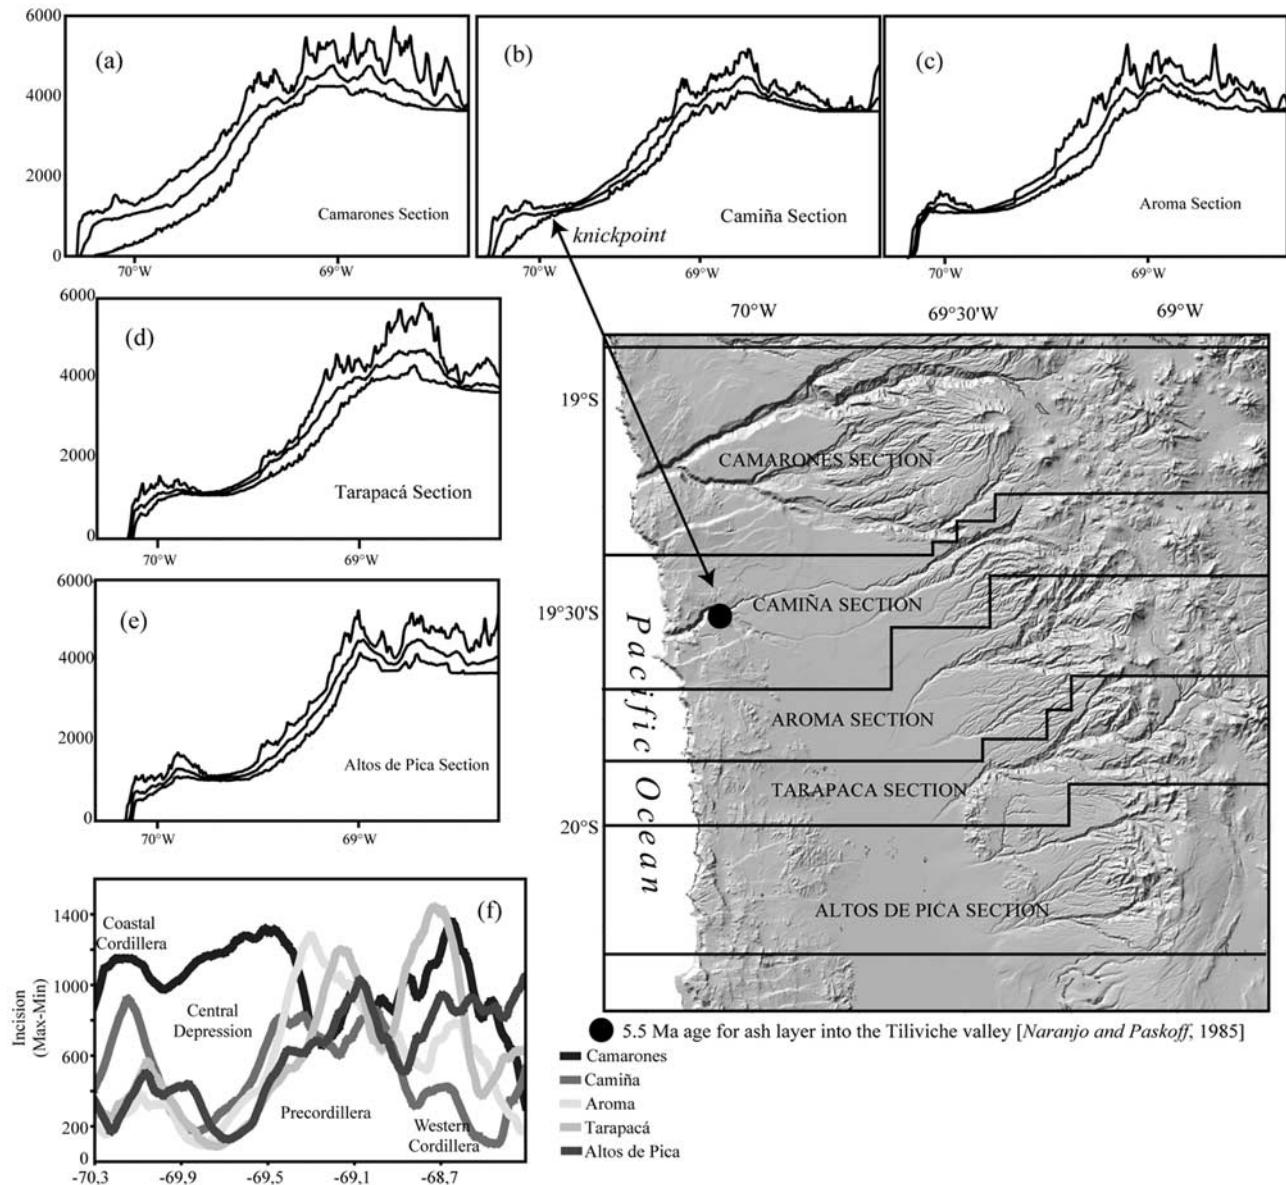 6000
4000
2000
0
(a)
Camarones Section
70°W
69°W
(b)
Camiña Section
knickpoint
70°W
69°W
(c)
Aroma Section
70°W
69°W
6000
4000
2000
0
(d)
Tarapacá Section
70°W
69°W
6000
4000
2000
0
(e)
Altos de Pica Section
70°W
69°W
70°W
69°30'W
69°W
19°S
19°30'S
20°S
CAMARONES SECTION
CAMIÑA SECTION
AROMA SECTION
TARAPACA SECTION
ALTOS DE PICA SECTION
Pacific Ocean
5.5 Ma age for ash layer into the Tiliviche valley [Naranjo and Paskoff, 1985]
Camarones
Camiña
Aroma
Tarapacá
Altos de Pica
(f)
Incision
(Max-Min)
1400
1000
600
200
0
Coastal
Cordillera
Central
Depression
Precordillera
Western
Cordillera
-70,3
-69,9
-69,5
-69,1
-68,7